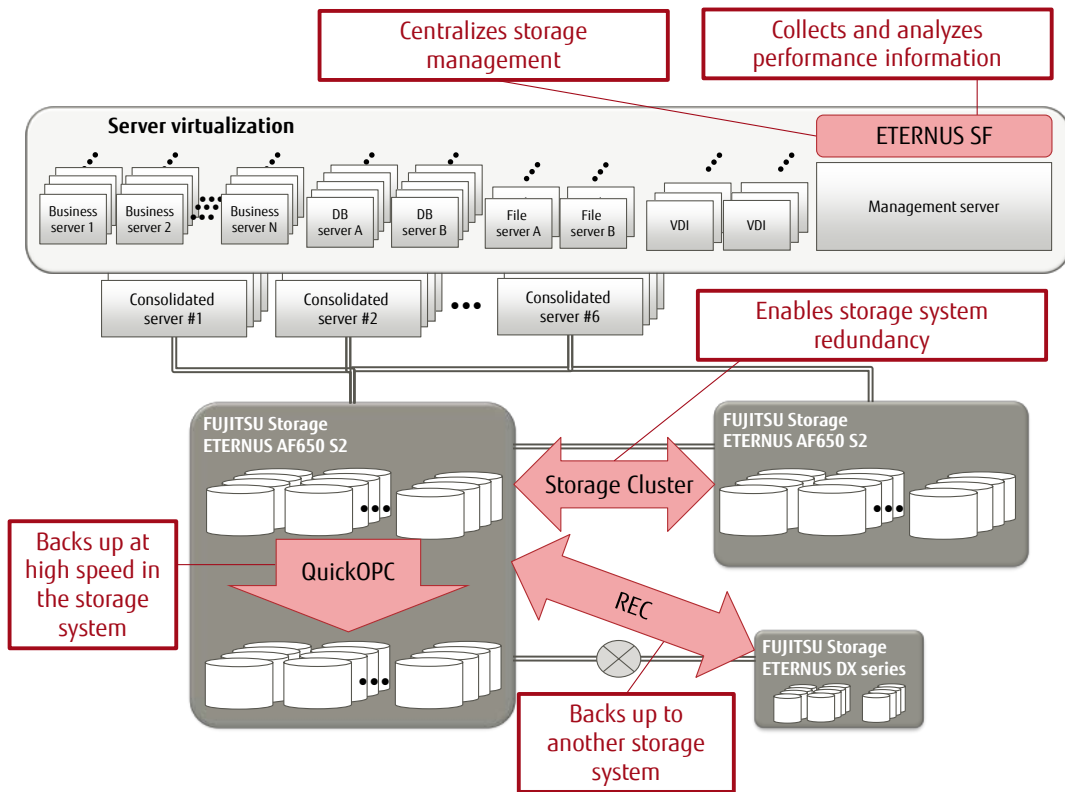 Centralizes storage
management
Collects and analyzes
performance information
Server virtualization
ETERNUS SF
Business
server 1
Business
server 2
Business
server N
DB
server A
DB
server B
File
server A
File
server B
VDI
VDI
Management server
Consolidated
server #1
Consolidated
server #2
Consolidated
server #6
Enables storage system
redundancy
FUJITSU Storage
ETERNUS AF650 S2
FUJITSU Storage
ETERNUS AF650 S2
Storage Cluster
Backs up at
high speed in
the storage
system
QuickOPC
REC
FUJITSU Storage
ETERNUS DX series
Backs up to
another storage
system